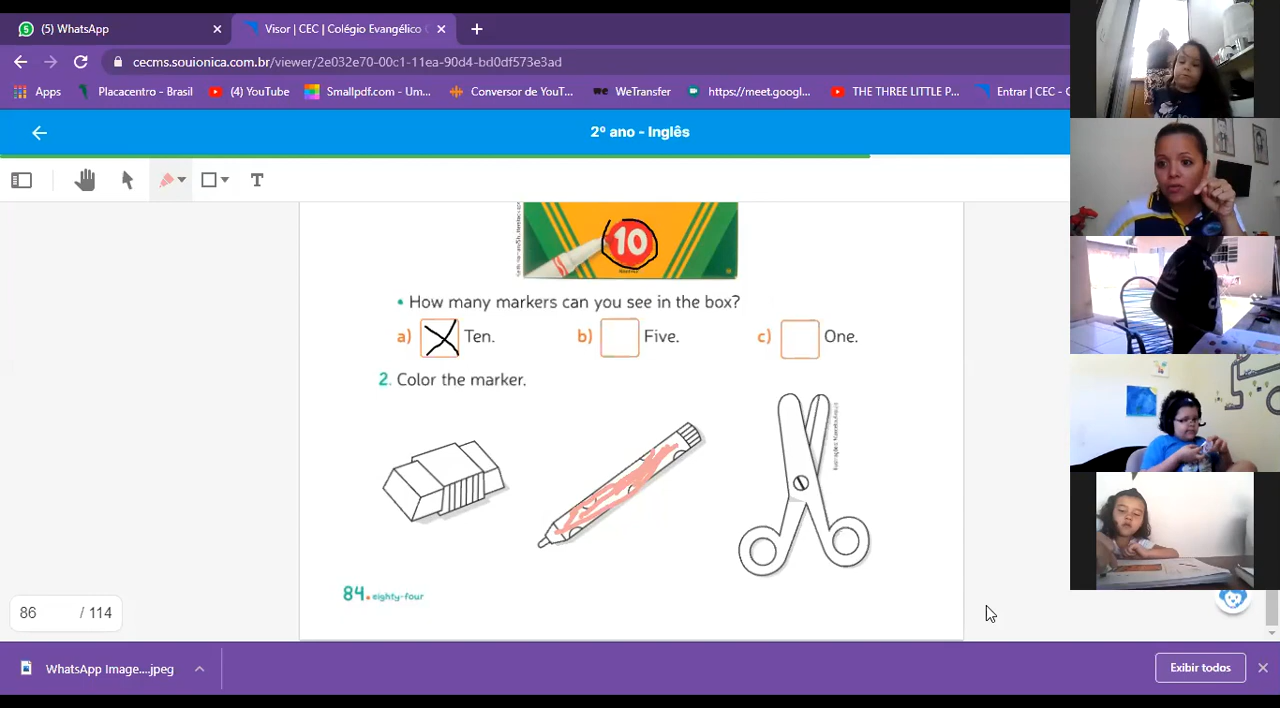 (5) WhatsApp
Visor | CEC | Colégio Evangélico
cecms.souionica.com.br/viewer/2e032e70-00c1-11ea-90d4-bd0df573e3ad
Apps
Placacentro - Brasil
(4) YouTube
Smallpdf.com - Um...
Conversor de YouT...
WeTransfer
https://meet.googl...
THE THREE LITTLE P...
Entrar | CEC - C
2º ano - Inglês
T
10
• How many markers can you see in the box?
a) Ten.
b) Five.
c) One.
2. Color the marker.
84. eighty-four
86 / 114
WhatsApp Image....jpeg
Exibir todos